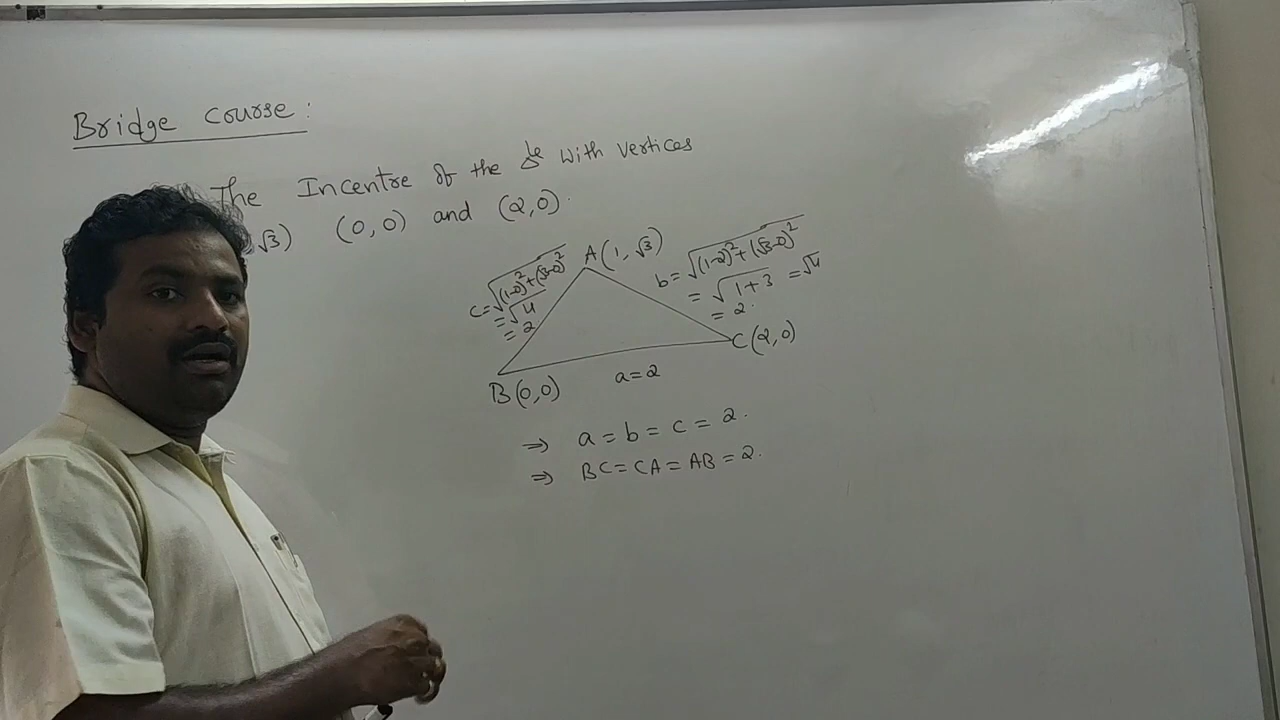 Bridge course:
The Incentre of the Δle with vertices
√3) (0,0) and (2,0).
A(1,√3)
c=√(1-0)²+(√3-0)²
=√4
=2
b=√(1-2)²+(√3-0)²
=√1+3 =√4
=2.
C(2,0)
B(0,0)
a=2
⇒ a=b=c=2.
⇒ BC=CA=AB=2.